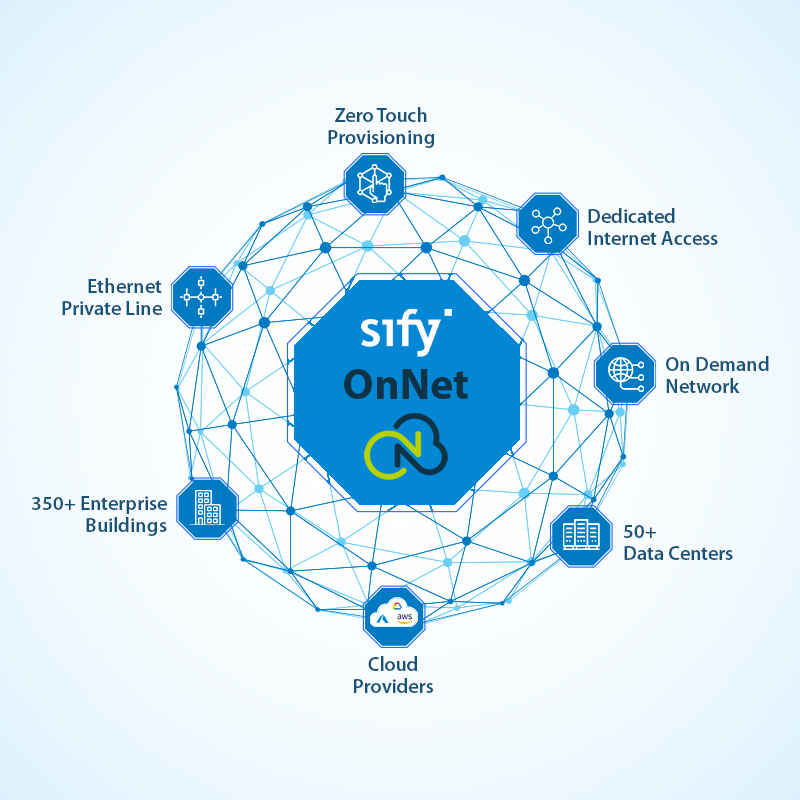 Zero Touch
Provisioning
Dedicated
Internet Access
Ethernet
Private Line
sify
OnNet
On Demand
Network
350+ Enterprise
Buildings
50+
Data Centers
aws
Cloud
Providers